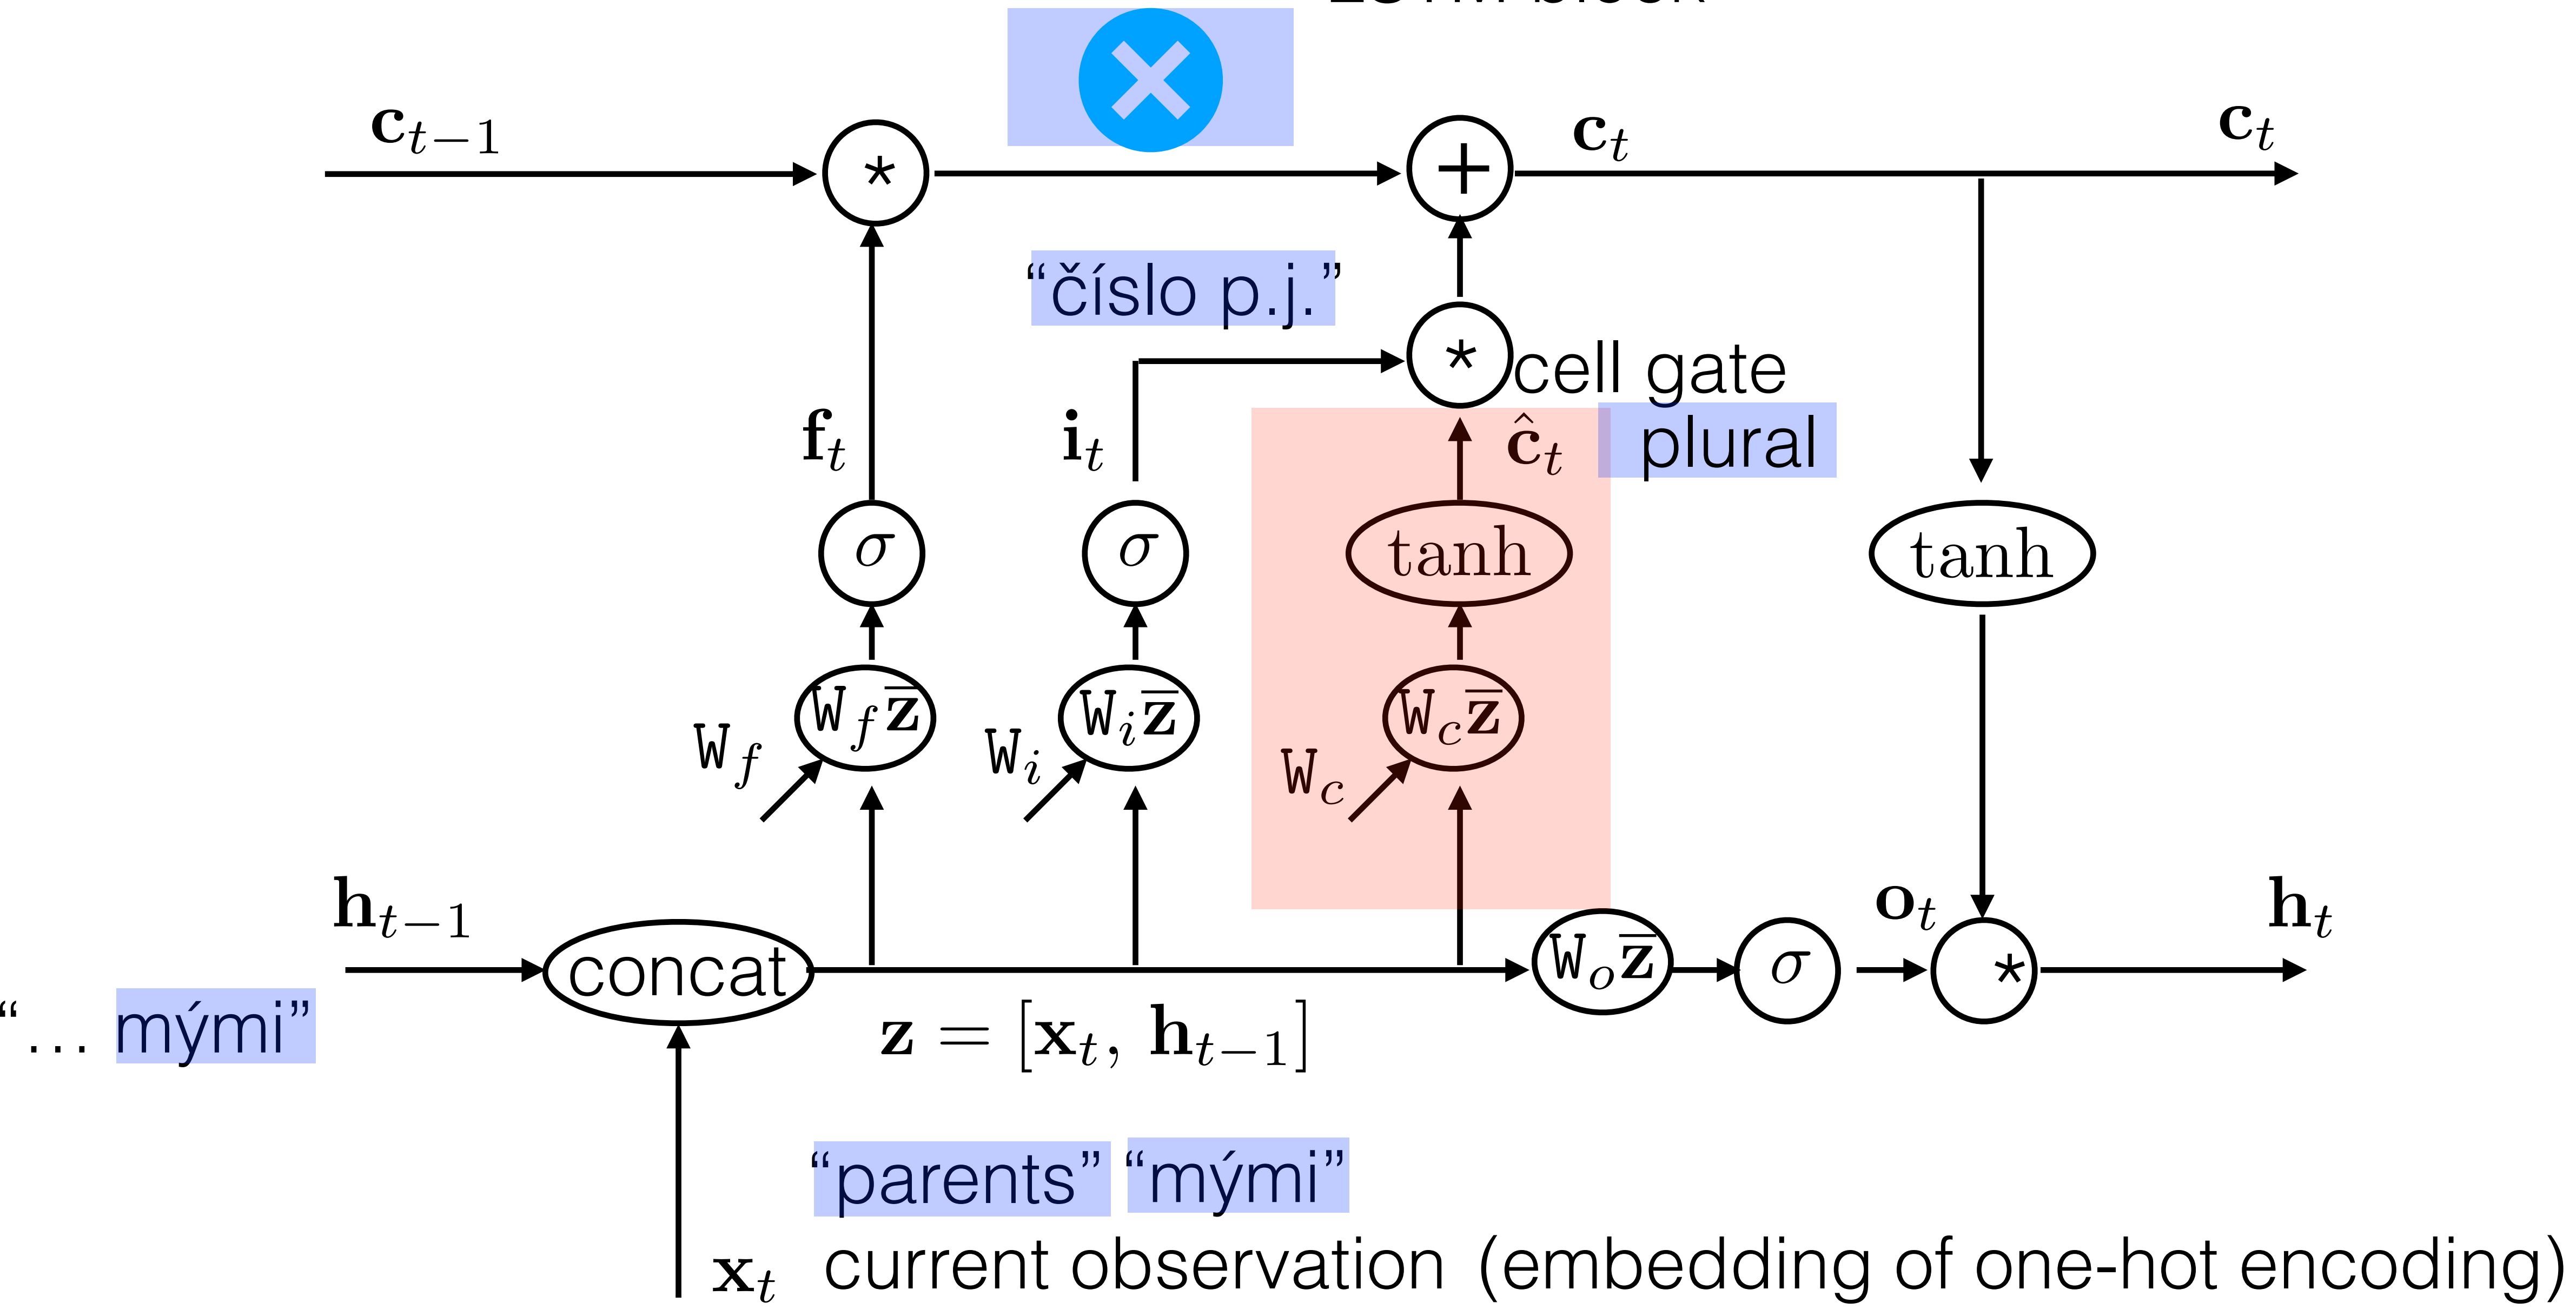 LSTM block
c_{t−1}
*
+
c_t
c_t
“číslo p.j.”
*
cell gate
f_t
i_t
ĉ_t
plural
σ
σ
tanh
tanh
W_f z̅
W_i z̅
W_c z̅
W_f
W_i
W_c
h_{t−1}
o_t
h_t
concat
W_o z̅
σ
*
“… mými”
z = [x_t, h_{t−1}]
“parents” “mými”
x_t current observation (embedding of one-hot encoding)